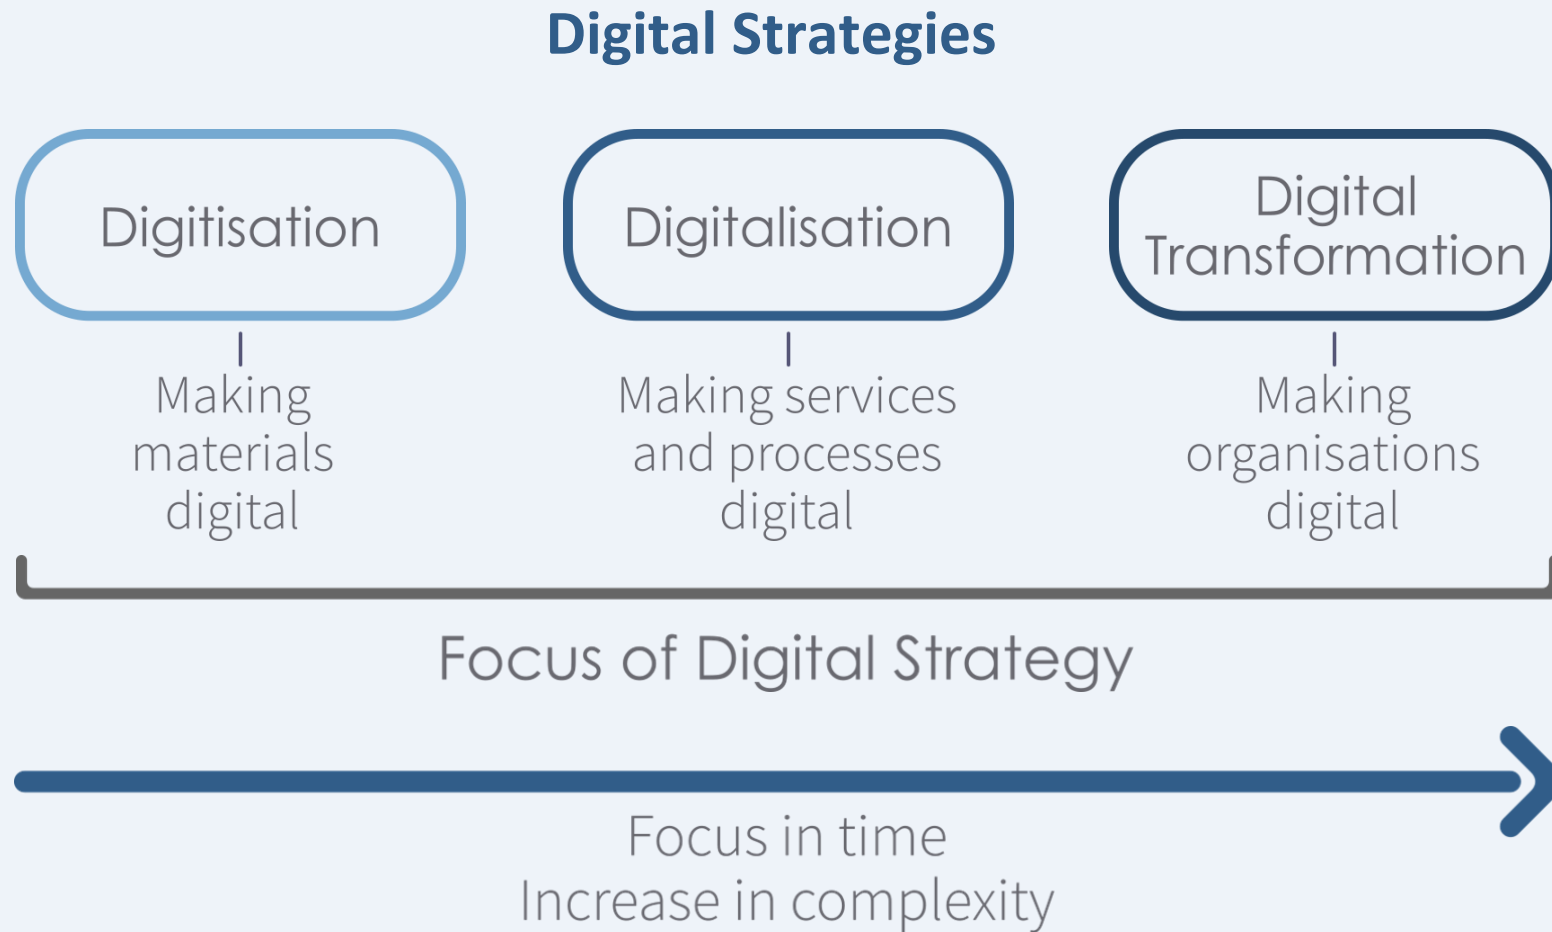 Digital Strategies
Digitisation
Digitalisation
Digital
Transformation
Making
materials
digital
Making services
and processes
digital
Making
organisations
digital
Focus of Digital Strategy
Focus in time
Increase in complexity